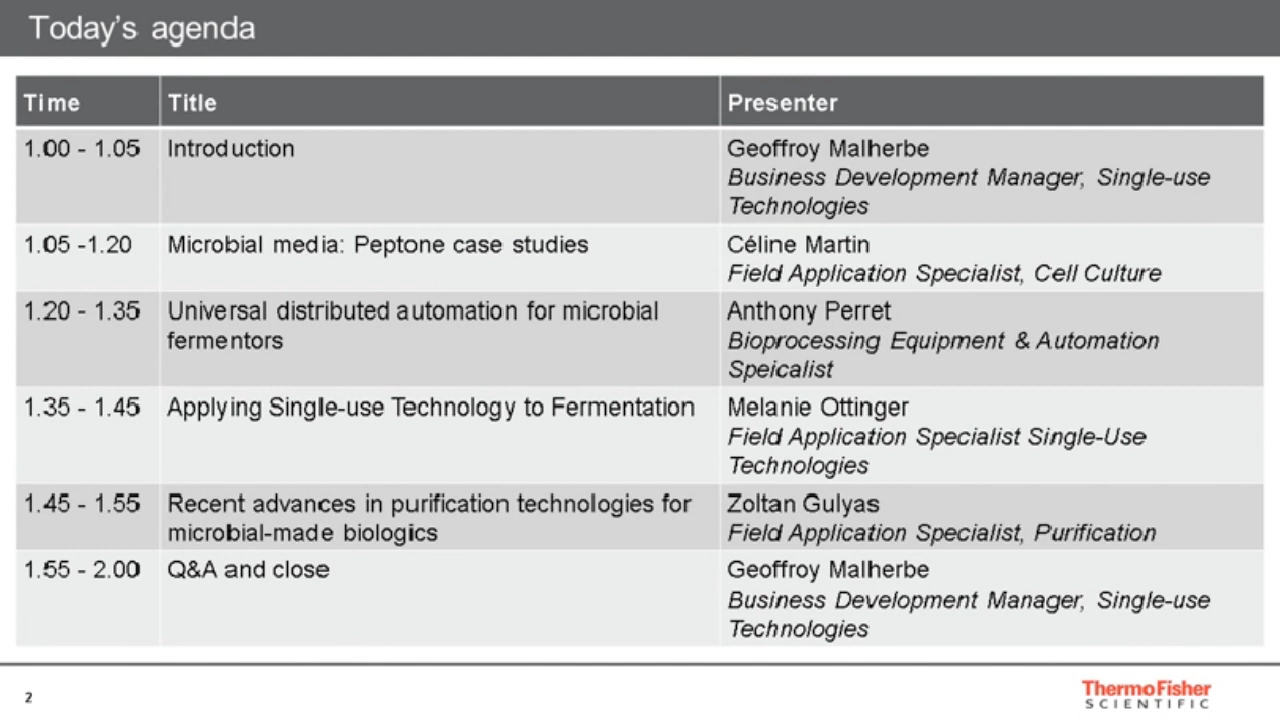 Today's agenda
Time Title Presenter
1.00 - 1.05 Introduction Geoffroy Malherbe
Business Development Manager, Single-use
Technologies
1.05 -1.20 Microbial media: Peptone case studies Céline Martin
Field Application Specialist, Cell Culture
1.20 - 1.35 Universal distributed automation for microbial Anthony Perret
fermentors Bioprocessing Equipment & Automation
Speicalist
1.35 - 1.45 Applying Single-use Technology to Fermentation Melanie Ottinger
Field Application Specialist Single-Use
Technologies
1.45 - 1.55 Recent advances in purification technologies for Zoltan Gulyas
microbial-made biologics Field Application Specialist, Purification
1.55 - 2.00 Q&A and close Geoffroy Malherbe
Business Development Manager, Single-use
Technologies
2
ThermoFisher
SCIENTIFIC